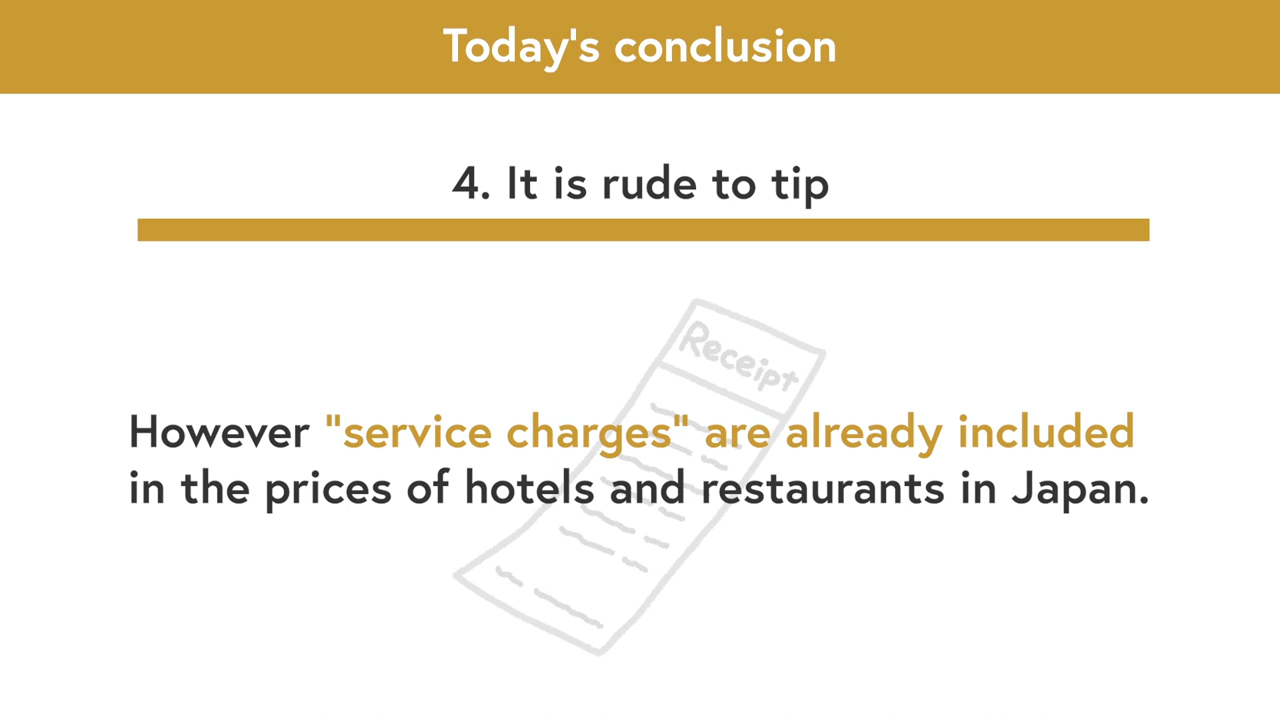 Today's conclusion
4. It is rude to tip
Receipt
However "service charges" are already included
in the prices of hotels and restaurants in Japan.